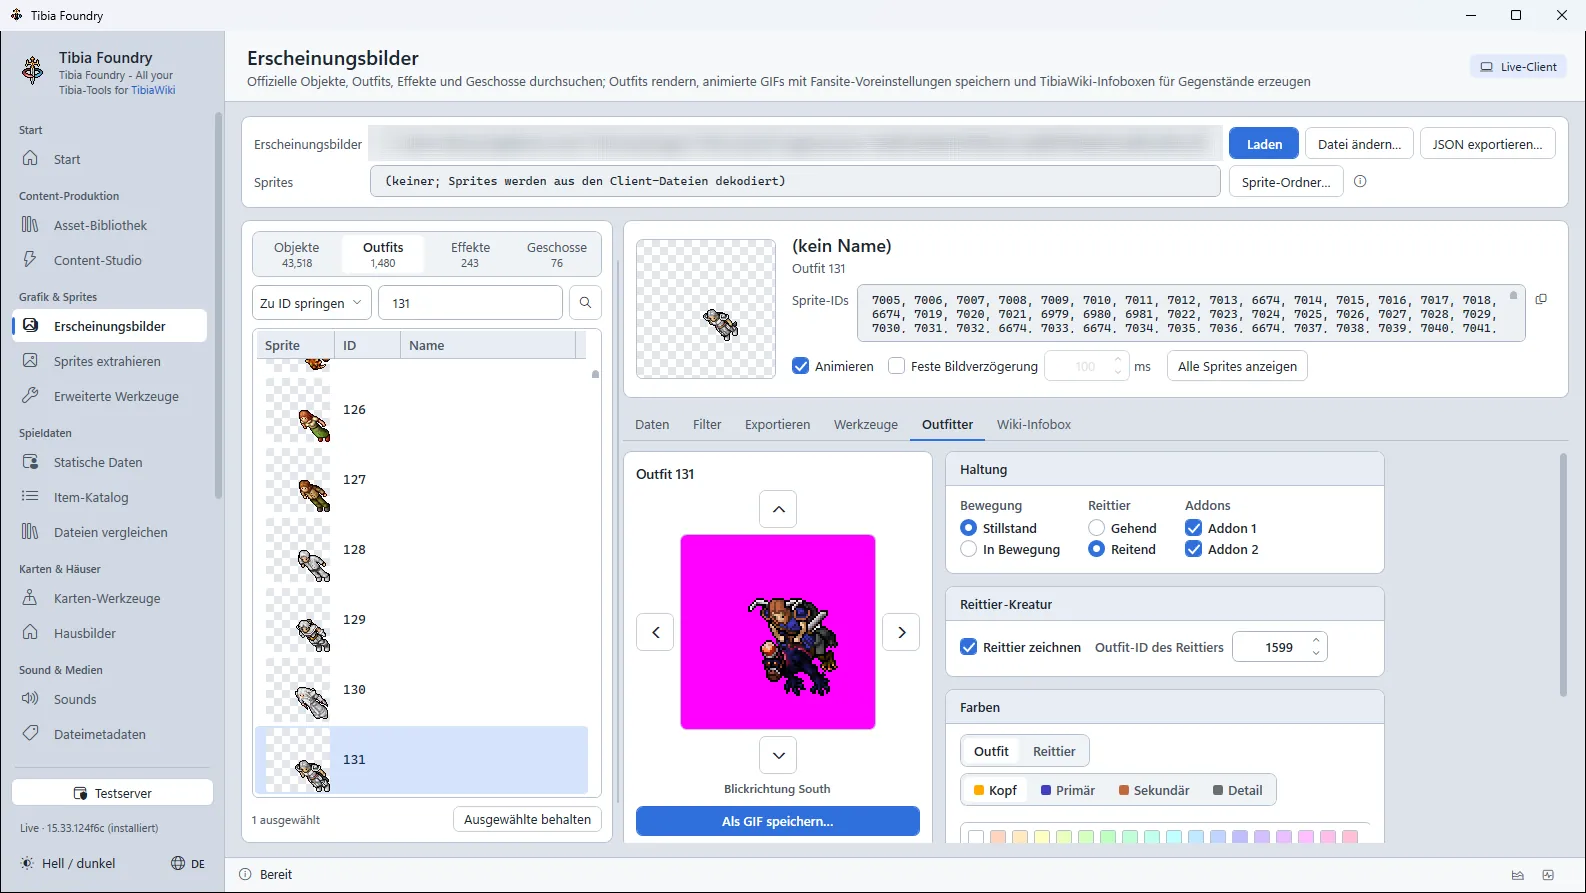 Tibia Foundry
Tibia Foundry
Tibia Foundry - All your
Tibia-Tools for TibiaWiki
Start
Start
Content-Produktion
Asset-Bibliothek
Content-Studio
Grafik & Sprites
Erscheinungsbilder
Sprites extrahieren
Erweiterte Werkzeuge
Spieldaten
Statische Daten
Item-Katalog
Dateien vergleichen
Karten & Häuser
Karten-Werkzeuge
Hausbilder
Sound & Medien
Sounds
Dateimetadaten
Testserver
Live · 15.33.124f6c (installiert)
Hell / dunkel
DE
Erscheinungsbilder
Offizielle Objekte, Outfits, Effekte und Geschosse durchsuchen; Outfits rendern, animierte GIFs mit Fansite-Voreinstellungen speichern und TibiaWiki-Infoboxen für Gegenstände erzeugen
Live-Client
Erscheinungsbilder
Laden
Datei ändern...
JSON exportieren...
Sprites
(keiner; Sprites werden aus den Client-Dateien dekodiert)
Sprite-Ordner...
Objekte
43,518
Outfits
1,480
Effekte
243
Geschosse
76
Zu ID springen
131
Sprite ID Name
126
127
128
129
130
131
1 ausgewählt
Ausgewählte behalten
(kein Name)
Outfit 131
Sprite-IDs
7005, 7006, 7007, 7008, 7009, 7010, 7011, 7012, 7013, 6674, 7014, 7015, 7016, 7017, 7018,
6674, 7019, 7020, 7021, 6979, 6980, 6981, 7022, 7023, 7024, 7025, 7026, 7027, 7028, 7029,
7030, 7031, 7032, 6674, 7033, 6674, 7034, 7035, 7036, 6674, 7037, 7038, 7039, 7040, 7041,
Animieren
Feste Bildverzögerung
100
ms
Alle Sprites anzeigen
Daten
Filter
Exportieren
Werkzeuge
Outfitter
Wiki-Infobox
Outfit 131
Blickrichtung South
Als GIF speichern...
Haltung
Bewegung
Stillstand
In Bewegung
Reittier
Gehend
Reitend
Addons
Addon 1
Addon 2
Reittier-Kreatur
Reittier zeichnen
Outfit-ID des Reittiers
1599
Farben
Outfit
Reittier
Kopf
Primär
Sekundär
Detail
Bereit